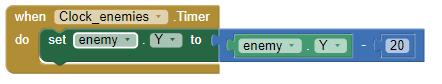 when Clock_enemies .Timer
do set enemy . Y to enemy . Y - 20